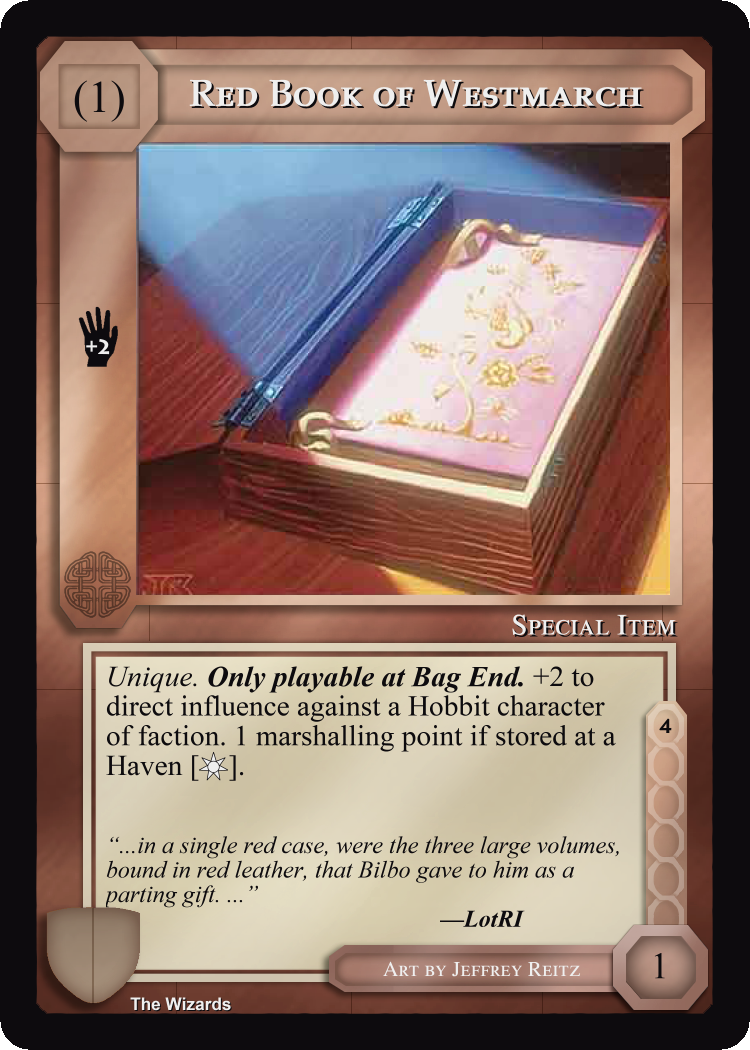 (1)
Red Book of Westmarch
+2
Special Item
Unique. Only playable at Bag End. +2 to
direct influence against a Hobbit character
of faction. 1 marshalling point if stored at a
Haven [].
4
“...in a single red case, were the three large volumes,
bound in red leather, that Bilbo gave to him as a
parting gift. ...”
—LotRI
Art by Jeffrey Reitz
1
The Wizards